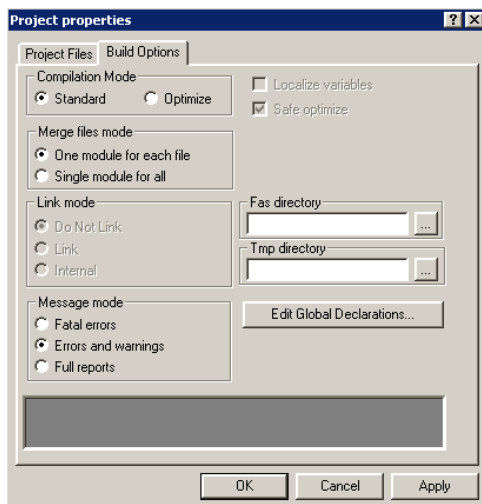 Project properties
Project Files
Build Options
Compilation Mode
Standard
Optimize
Localize variables
Safe optimize
Merge files mode
One module for each file
Single module for all
Link mode
Do Not Link
Link
Internal
Fas directory
...
Tmp directory
...
Message mode
Fatal errors
Errors and warnings
Full reports
Edit Global Declarations...
OK
Cancel
Apply